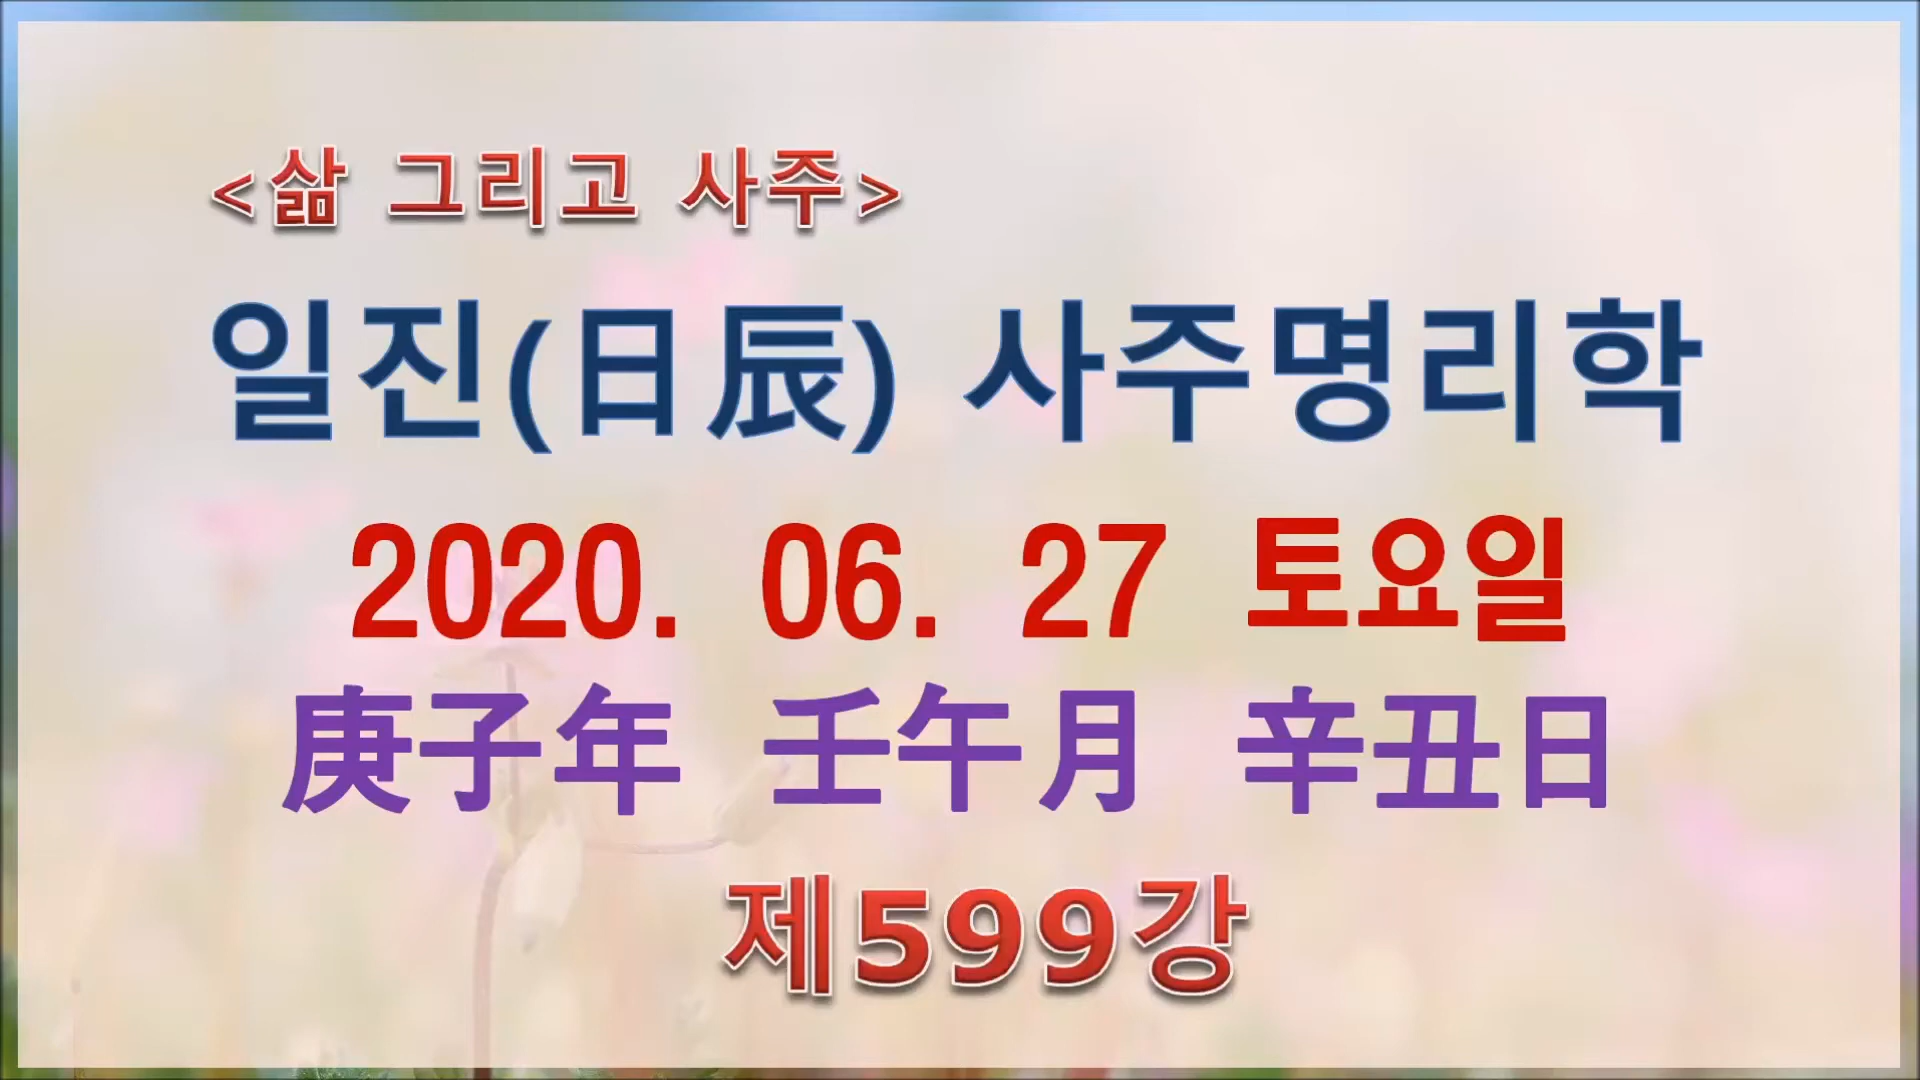 <삶 그리고 사주>
일진(日辰) 사주명리학
2020. 06. 27 토요일
庚子年 壬午月 辛丑日
제599강